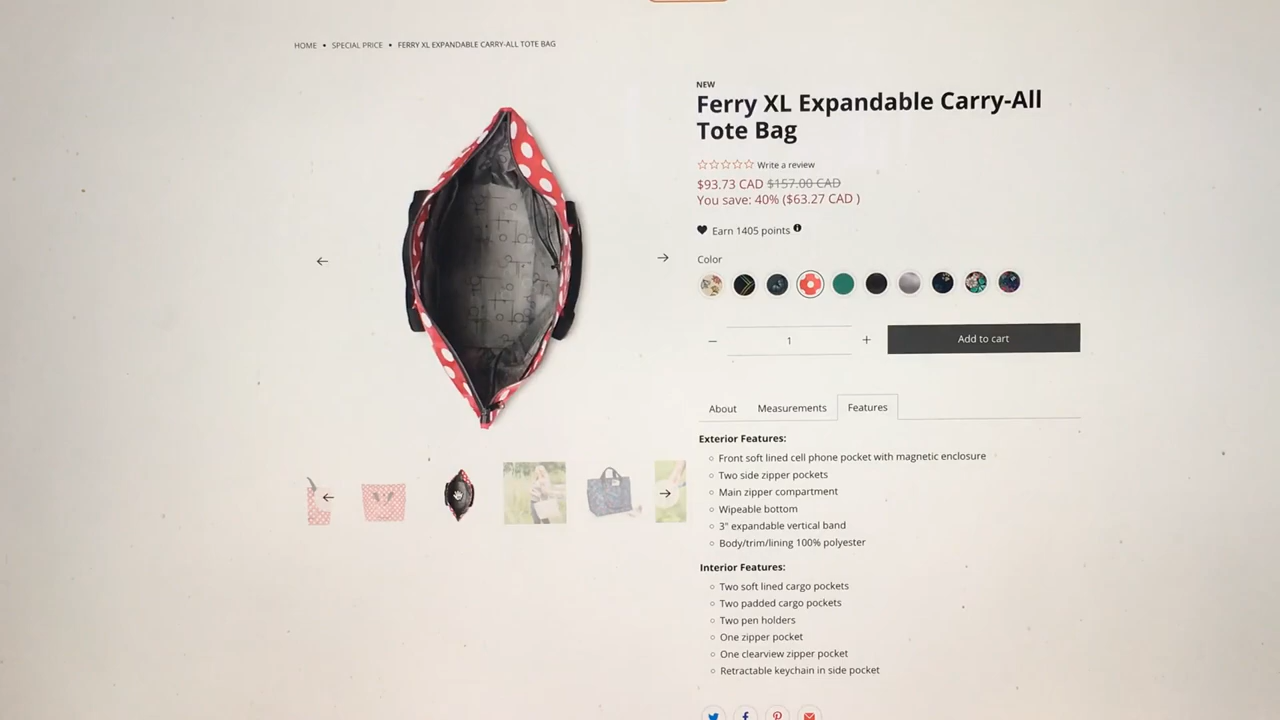 HOME • SPECIAL PRICE • FERRY XL EXPANDABLE CARRY-ALL TOTE BAG
NEW
Ferry XL Expandable Carry-All
Tote Bag
Write a review
$93.73 CAD $157.00 CAD
You save: 40% ($63.27 CAD )
Earn 1405 points
Color
1
Add to cart
About Measurements Features
Exterior Features:
Front soft lined cell phone pocket with magnetic enclosure
Two side zipper pockets
Main zipper compartment
Wipeable bottom
3" expandable vertical band
Body/trim/lining 100% polyester
Interior Features:
Two soft lined cargo pockets
Two padded cargo pockets
Two pen holders
One zipper pocket
One clearview zipper pocket
Retractable keychain in side pocket